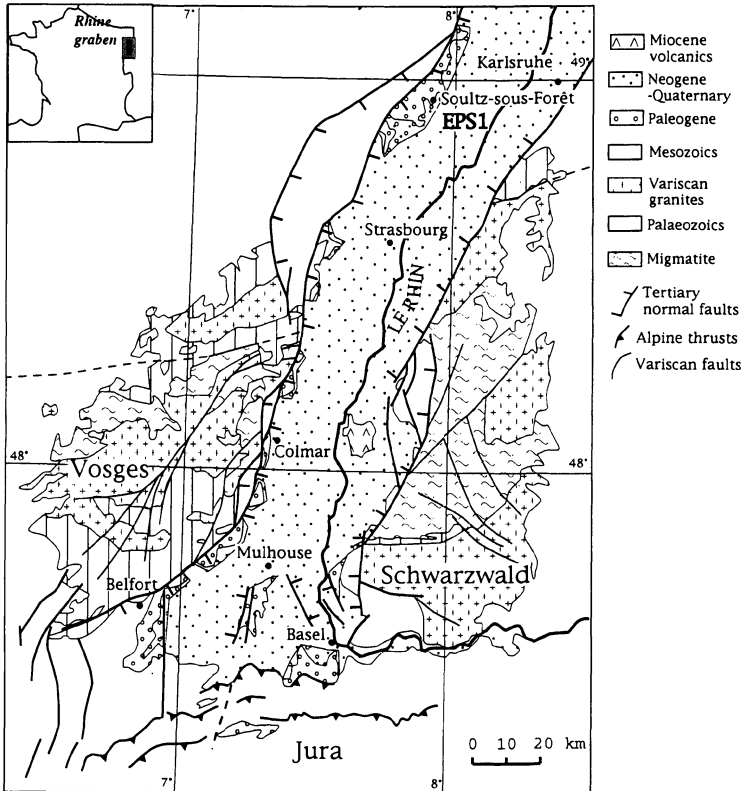 Rhine
graben
7°
8°
Karlsruhe
49°
Soultz-sous-Forêt
EPS1
Strasbourg
LE RHIN
Colmar
48°
48°
Vosges
Mulhouse
Schwarzwald
Belfort
Basel
Jura
0 10 20 km
7°
8°
Miocene
volcanics
Neogene
-Quaternary
Paleogene
Mesozoics
Variscan
granites
Palaeozoics
Migmatite
Tertiary
normal faults
Alpine thrusts
Variscan faults